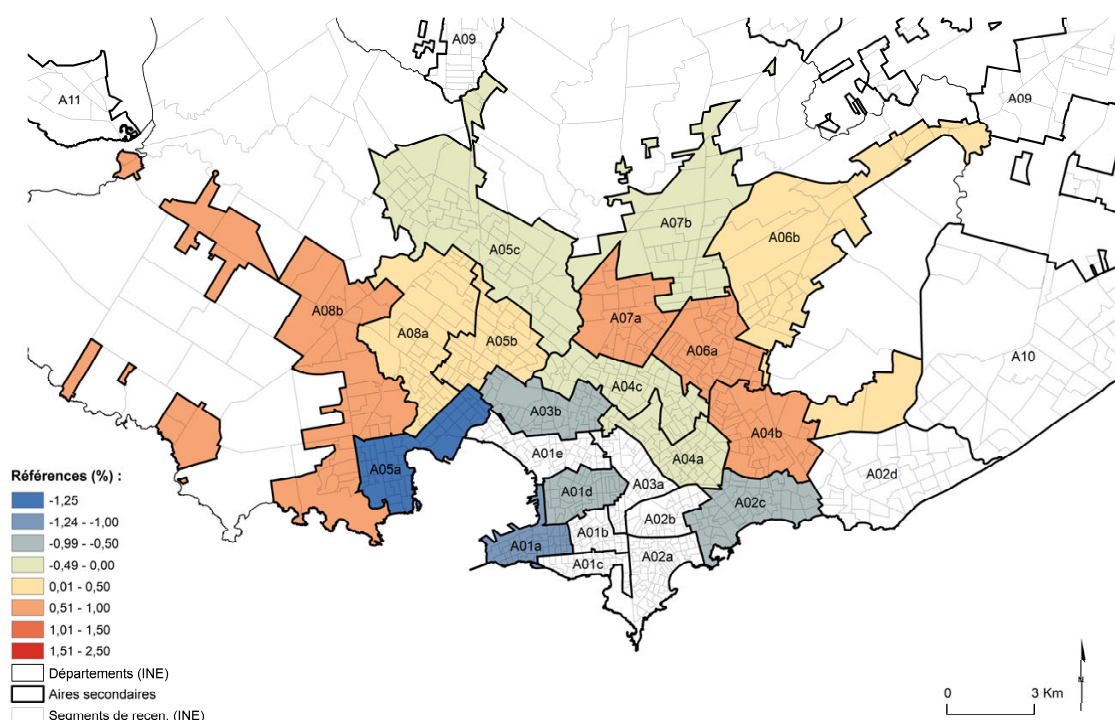 A09
A11
A09
A05c
A07b
A06b
A08b
A07a
A08a
A05b
A06a
A10
A04c
A03b
A04b
A01e
A04a
A05a
A03a
A02d
A01d
A02c
A02b
A01b
A01a
A02a
A01c
Références (%) :
-1,25
-1,24 - -1,00
-0,99 - -0,50
-0,49 - 0,00
0,01 - 0,50
0,51 - 1,00
1,01 - 1,50
1,51 - 2,50
Départements (INE)
Aires secondaires
Segments de recen. (INE)
N
0 3 Km